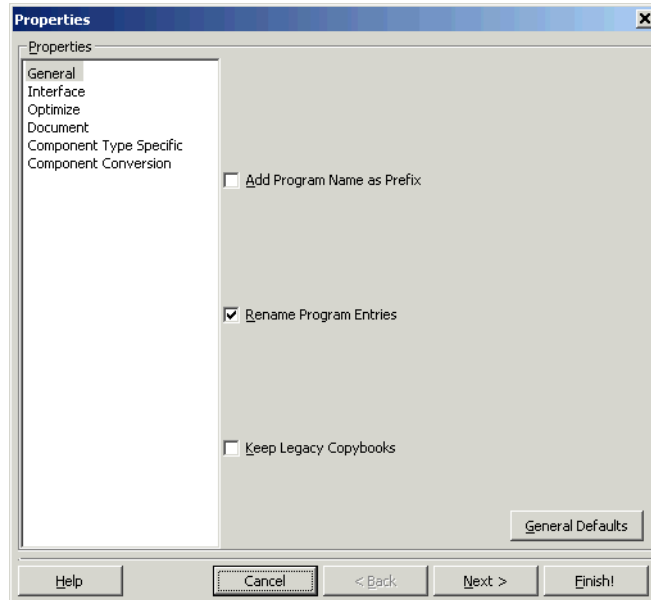 Properties
Properties
General
Interface
Optimize
Document
Component Type Specific
Component Conversion
Add Program Name as Prefix
Rename Program Entries
Keep Legacy Copybooks
General Defaults
Help
Cancel
< Back
Next >
Finish!